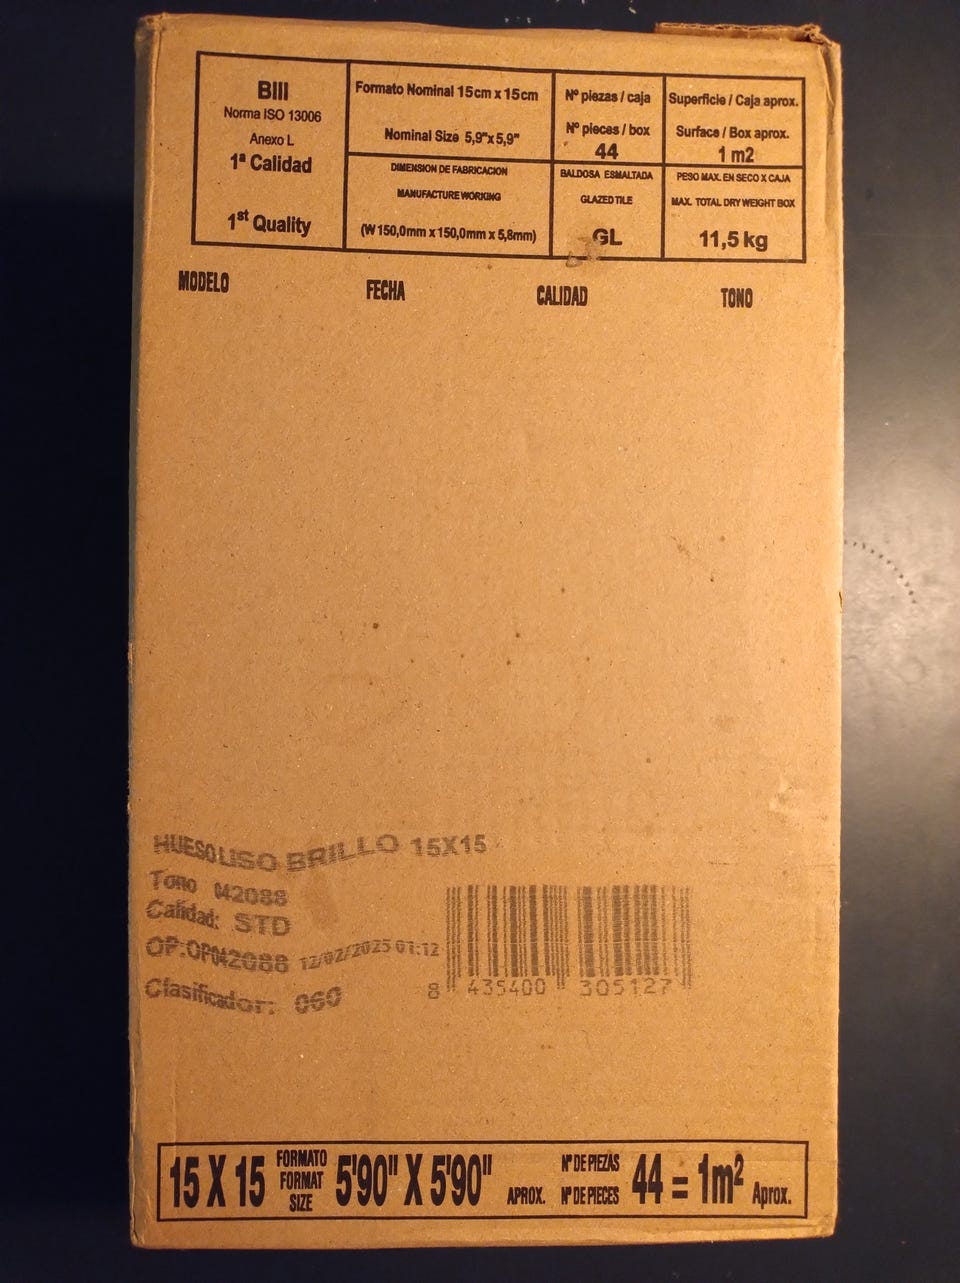 BIII
Norma ISO 13006
Anexo L
1ª Calidad
1st Quality
Formato Nominal 15cm x 15cm
Nominal Size 5,9"x 5,9"
DIMENSION DE FABRICACION
MANUFACTURE WORKING
(W 150,0mm x 150,0mm x 5,8mm)
Nº piezas / caja
Nº pieces / box
44
BALDOSA ESMALTADA
GLAZED TILE
GL
Superficie / Caja aprox.
Surface / Box aprox.
1 m2
PESO MAX. EN SECO X CAJA
MAX. TOTAL DRY WEIGHT BOX
11,5 kg
MODELO FECHA CALIDAD TONO
HUESO LISO BRILLO 15X15
Tono 042088
Calidad: STD
OP:OP042088 12/02/2025 01:12
Clasificador: 060
8 435400 305127
15 X 15
FORMATO
FORMAT
SIZE
5'90" X 5'90" APROX.
Nº DE PIEZAS
Nº DE PIECES
44 = 1m² Aprox.